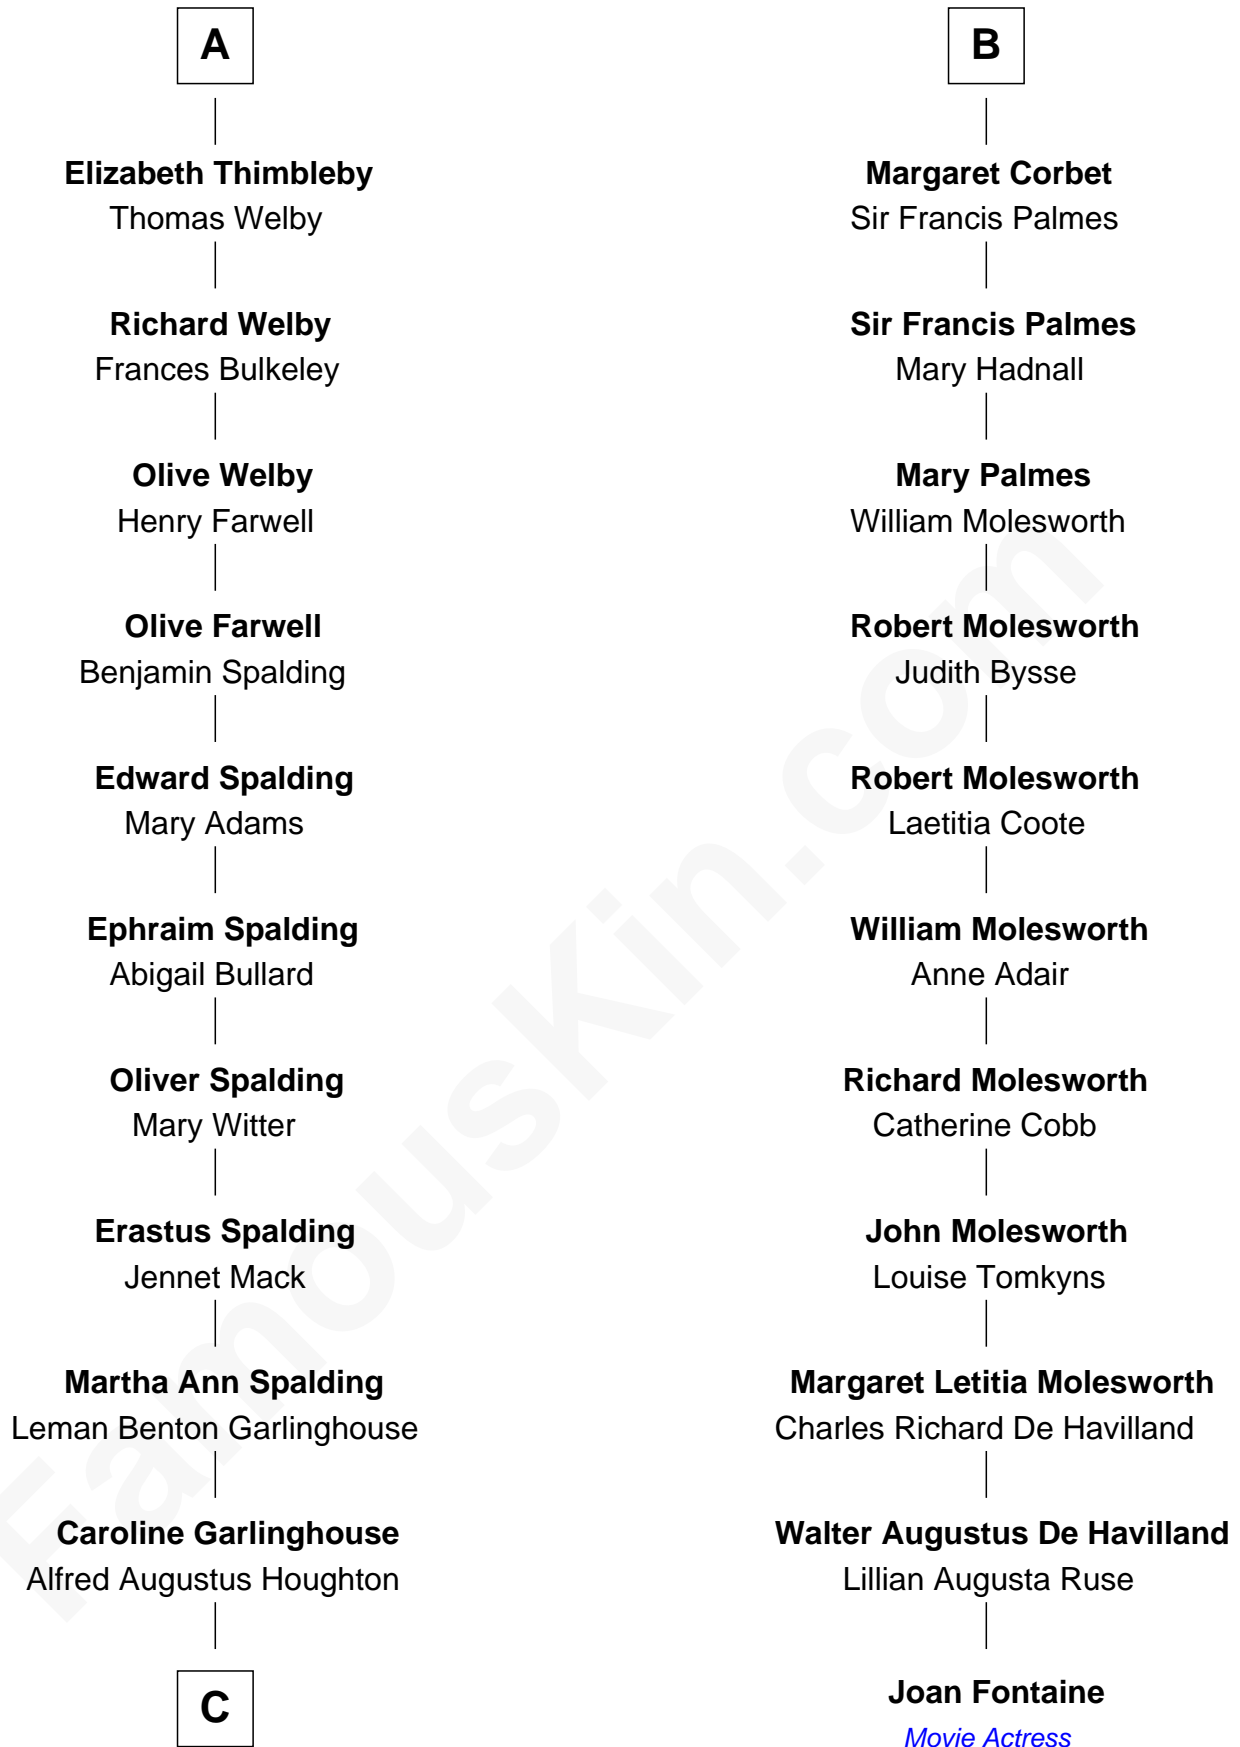 A
Elizabeth Thimbleby
Thomas Welby
Richard Welby
Frances Bulkeley
Olive Welby
Henry Farwell
Olive Farwell
Benjamin Spalding
Edward Spalding
Mary Adams
Ephraim Spalding
Abigail Bullard
Oliver Spalding
Mary Witter
Erastus Spalding
Jennet Mack
Martha Ann Spalding
Leman Benton Garlinghouse
Caroline Garlinghouse
Alfred Augustus Houghton
C
B
Margaret Corbet
Sir Francis Palmes
Sir Francis Palmes
Mary Hadnall
Mary Palmes
William Molesworth
Robert Molesworth
Judith Bysse
Robert Molesworth
Laetitia Coote
William Molesworth
Anne Adair
Richard Molesworth
Catherine Cobb
John Molesworth
Louise Tomkyns
Margaret Letitia Molesworth
Charles Richard De Havilland
Walter Augustus De Havilland
Lillian Augusta Ruse
Joan Fontaine
Movie Actress
FamousKin.com